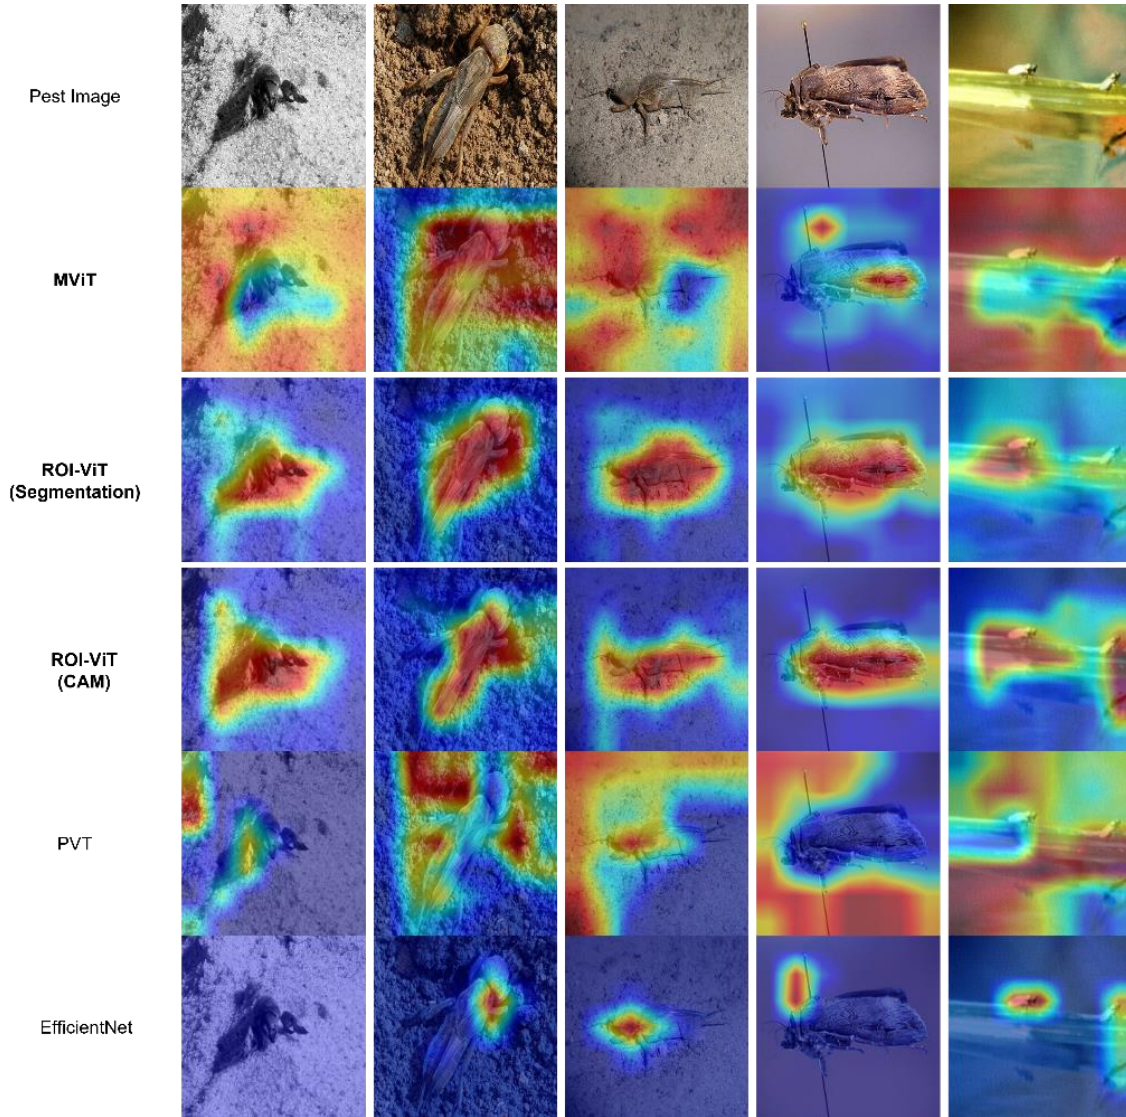 Pest Image
MViT
ROI-ViT
(Segmentation)
ROI-ViT
(CAM)
PVT
EfficientNet